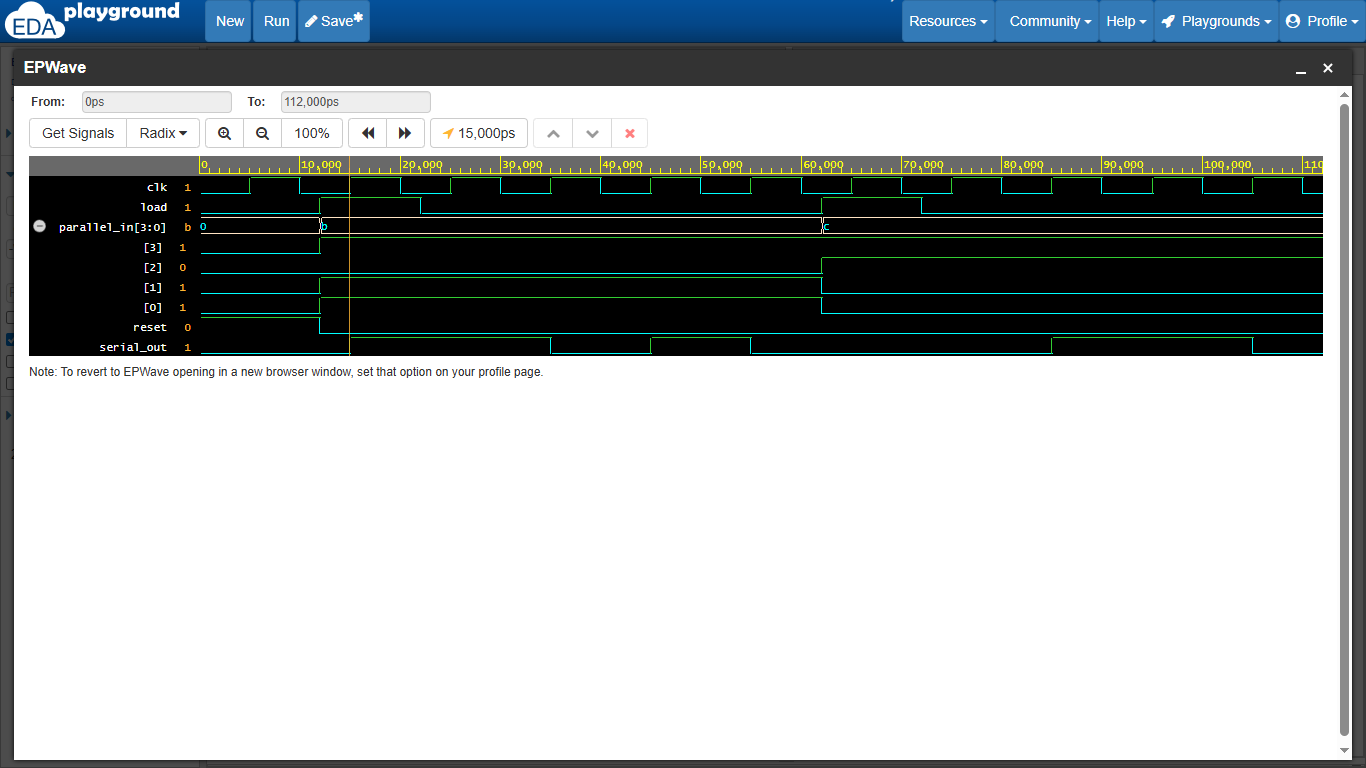 EDA playground New Run Save* Resources Community Help Playgrounds Profile
EPWave
From: 0ps To: 112,000ps
Get Signals Radix 100% 15,000ps
0 10,000 20,000 30,000 40,000 50,000 60,000 70,000 80,000 90,000 100,000 110
clk 1
load 1
parallel_in[3:0] b 0 b c
[3] 1
[2] 0
[1] 1
[0] 1
reset 0
serial_out 1
Note: To revert to EPWave opening in a new browser window, set that option on your profile page.